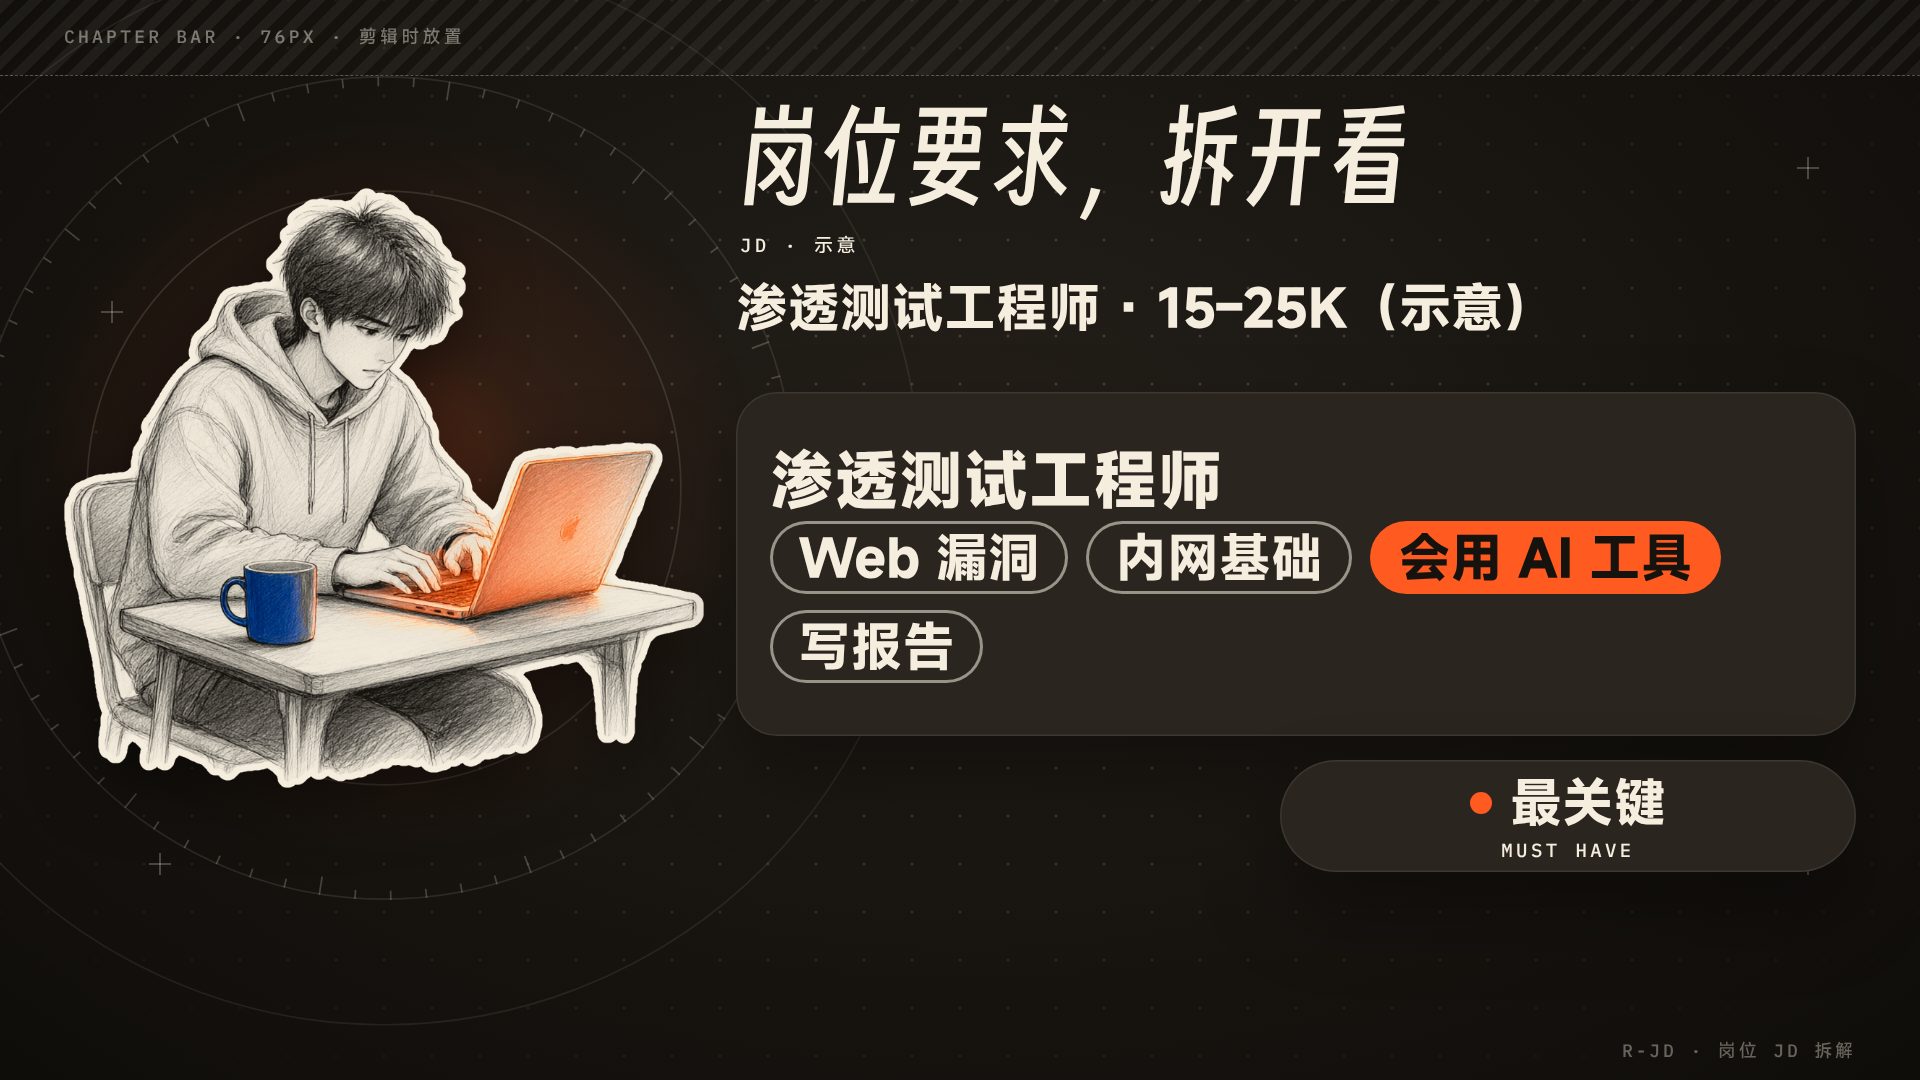 CHAPTER BAR · 76PX · 剪辑时放置
岗位要求，拆开看
JD · 示意
渗透测试工程师 · 15–25K（示意）
渗透测试工程师
Web 漏洞 内网基础 会用 AI 工具
写报告
最关键
MUST HAVE
R-JD · 岗位 JD 拆解